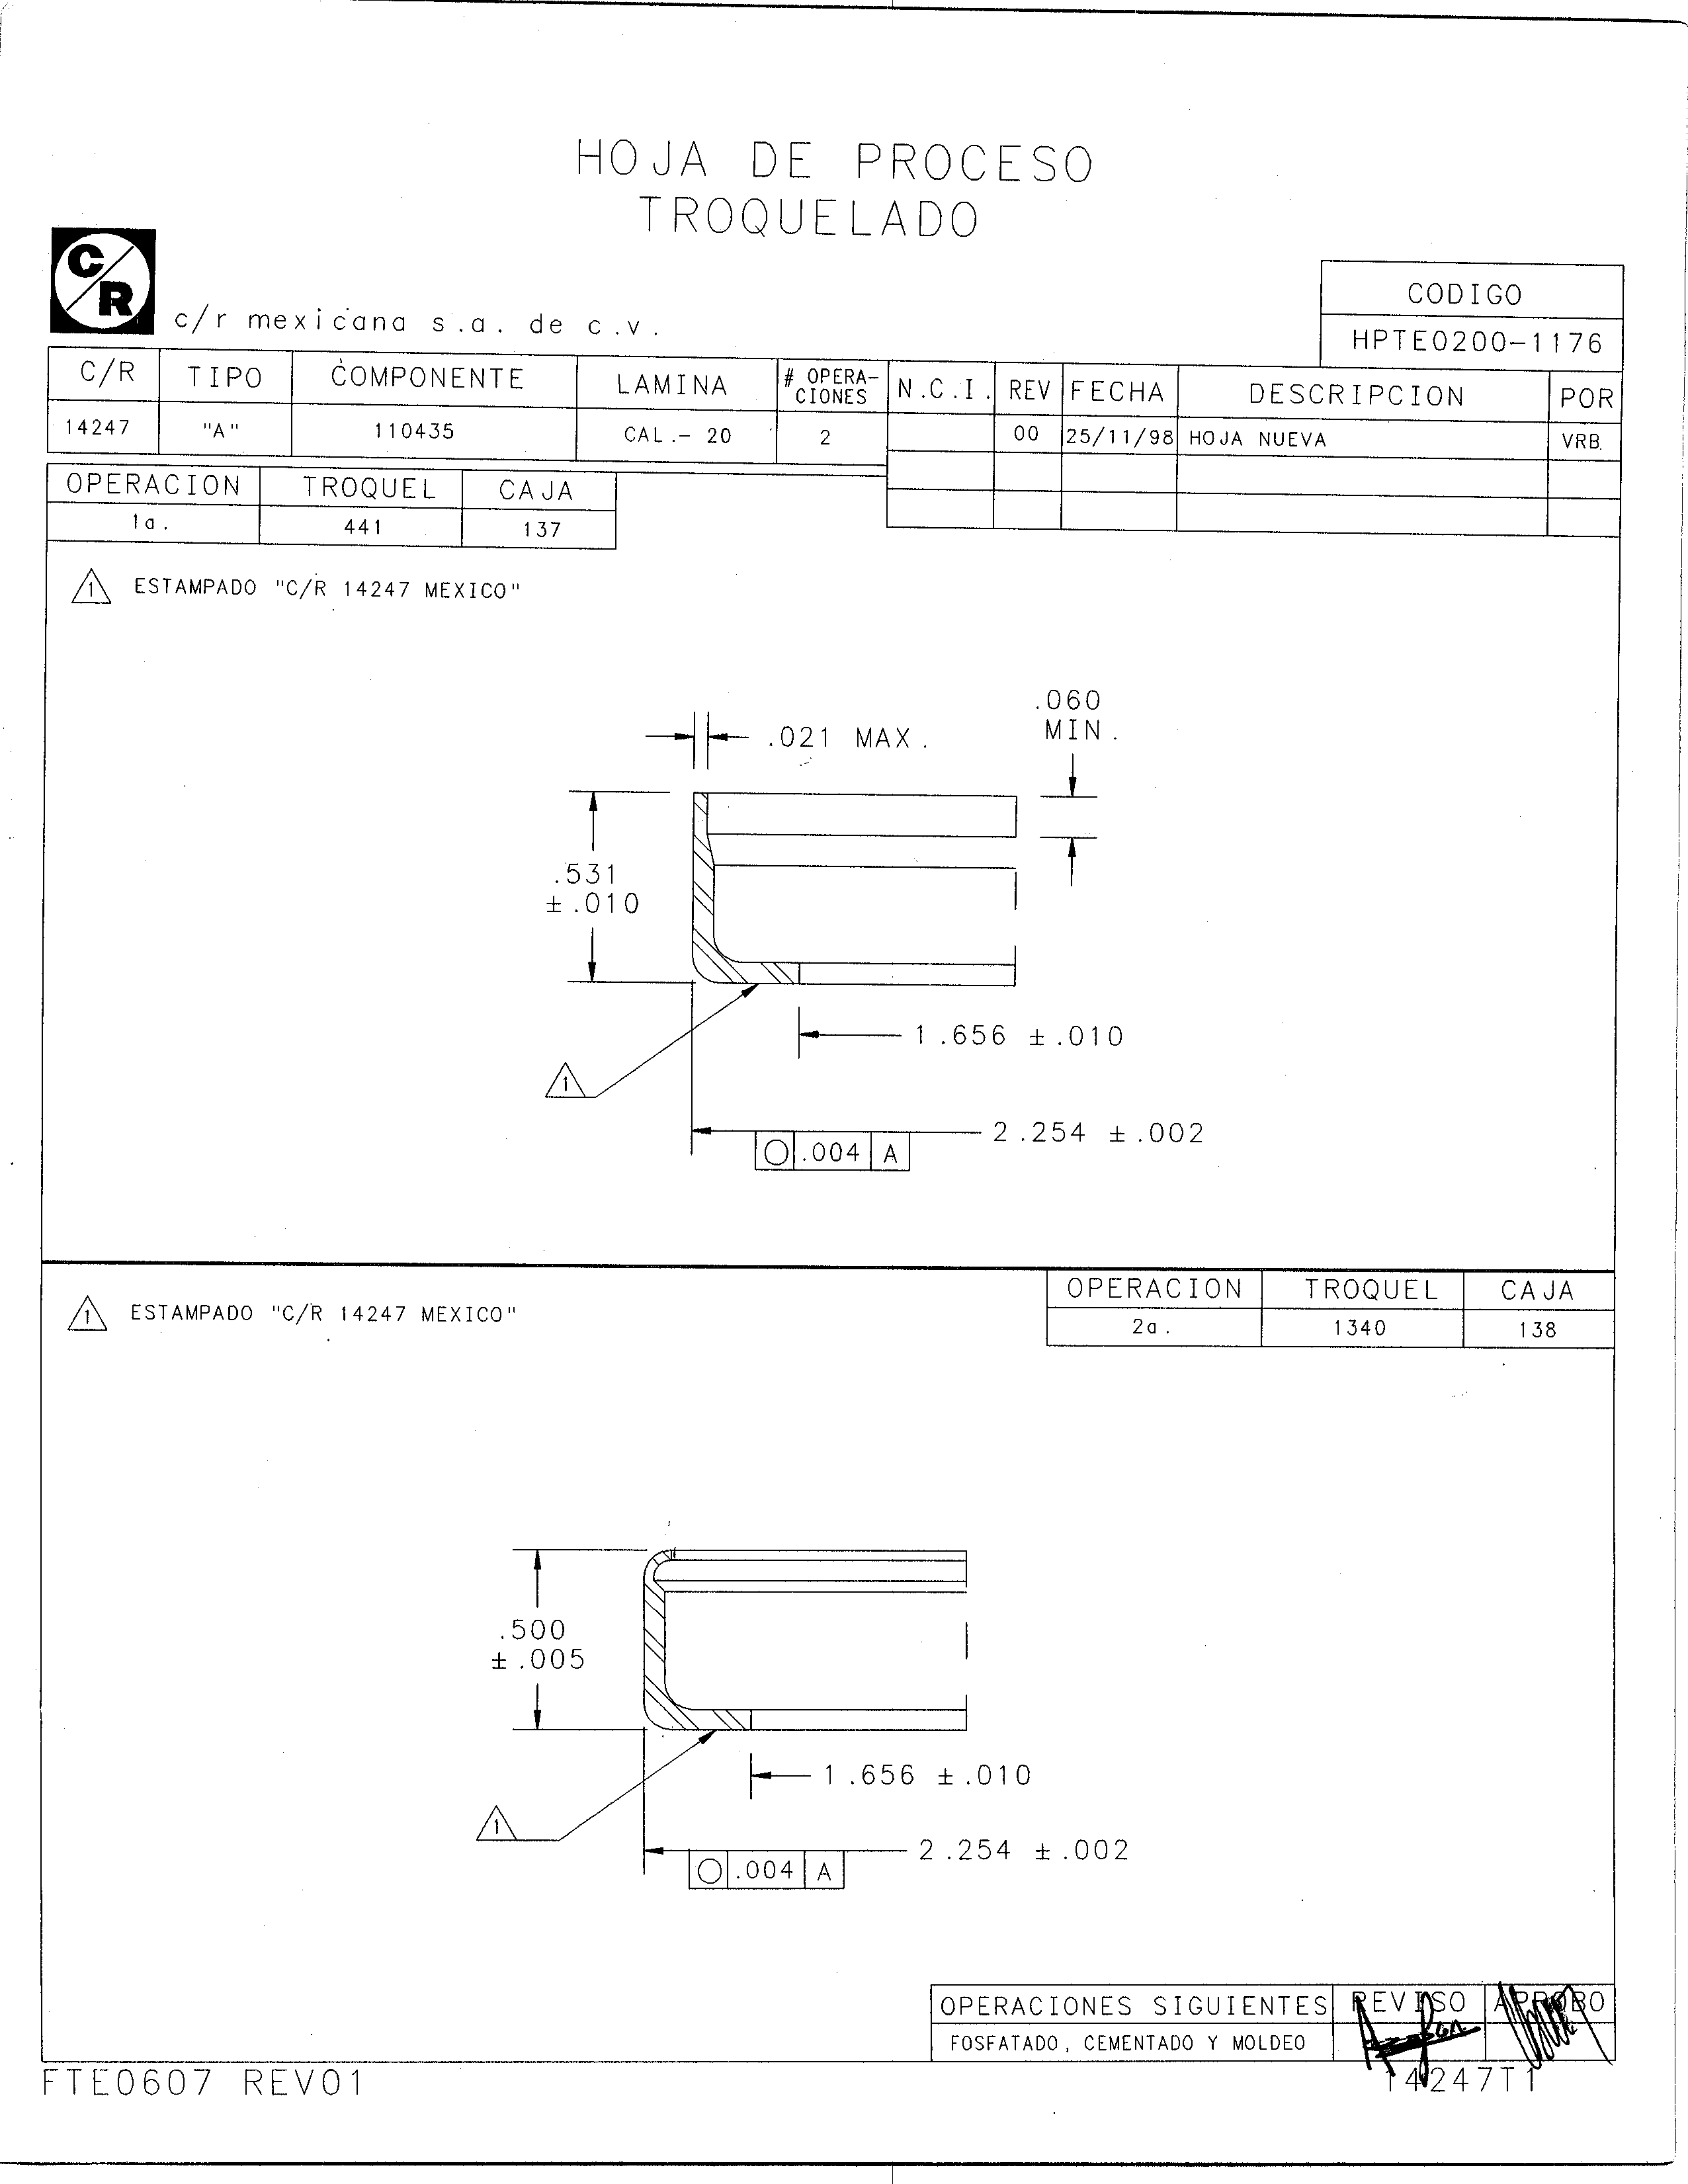 HOJA DE PROCESO
TROQUELADO
C/R
c/r mexicana s.a. de c.v.
CODIGO
HPTE0200-1176
C/R TIPO COMPONENTE LAMINA # OPERA-CIONES N.C.I. REV FECHA DESCRIPCION POR
14247 "A" 110435 CAL.- 20 2 00 25/11/98 HOJA NUEVA VRB.
OPERACION TROQUEL CAJA
1a. 441 137
1 ESTAMPADO "C/R 14247 MEXICO"
.060
MIN.
.021 MAX.
.531
±.010
1.656 ±.010
1
2.254 ±.002
.004 A
OPERACION TROQUEL CAJA
2a. 1340 138
1 ESTAMPADO "C/R 14247 MEXICO"
.500
±.005
1.656 ±.010
1
2.254 ±.002
.004 A
OPERACIONES SIGUIENTES REVISO APROBO
FOSFATADO, CEMENTADO Y MOLDEO
FTE0607 REV01
14247T1